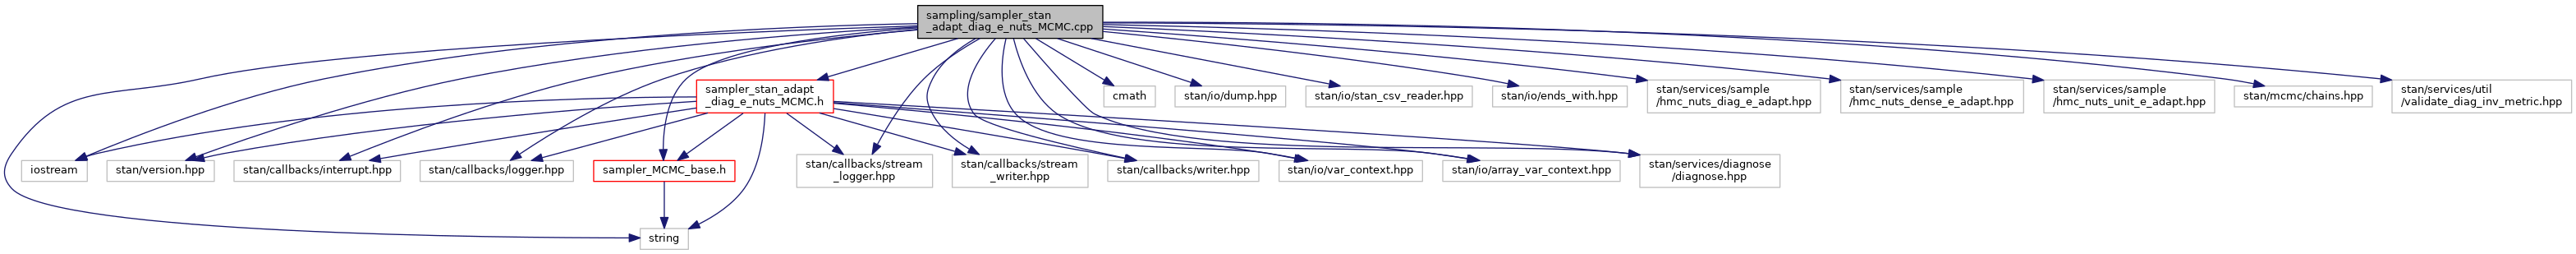 sampling/sampler_stan
_adapt_diag_e_nuts_MCMC.cpp
sampler_stan_adapt
_diag_e_nuts_MCMC.h
cmath
stan/io/dump.hpp
stan/io/stan_csv_reader.hpp
stan/io/ends_with.hpp
stan/services/sample
/hmc_nuts_diag_e_adapt.hpp
stan/services/sample
/hmc_nuts_dense_e_adapt.hpp
stan/services/sample
/hmc_nuts_unit_e_adapt.hpp
stan/mcmc/chains.hpp
stan/services/util
/validate_diag_inv_metric.hpp
iostream
stan/version.hpp
stan/callbacks/interrupt.hpp
stan/callbacks/logger.hpp
sampler_MCMC_base.h
stan/callbacks/stream
_logger.hpp
stan/callbacks/stream
_writer.hpp
stan/callbacks/writer.hpp
stan/io/var_context.hpp
stan/io/array_var_context.hpp
stan/services/diagnose
/diagnose.hpp
string